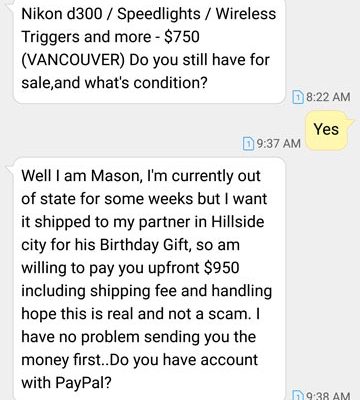 Nikon d300 / Speedlights / Wireless
Triggers and more - $750
(VANCOUVER) Do you still have for
sale,and what's condition?
1 8:22 AM
Yes
1 9:37 AM
Well I am Mason, I'm currently out
of state for some weeks but I want
it shipped to my partner in Hillside
city for his Birthday Gift, so am
willing to pay you upfront $950
including shipping fee and handling
hope this is real and not a scam. I
have no problem sending you the
money first..Do you have account
with PayPal?
1 9:38 AM